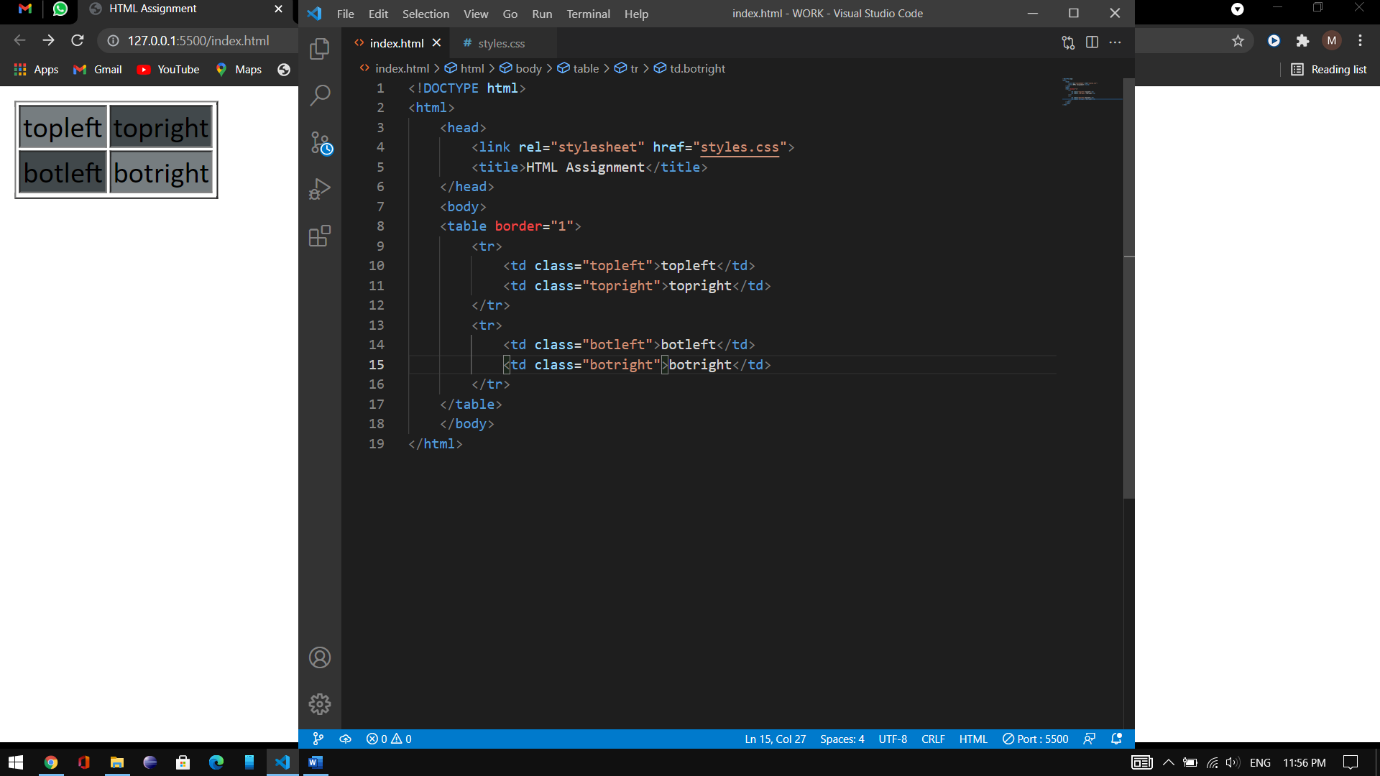 HTML Assignment
127.0.0.1:5500/index.html
Apps Gmail YouTube Maps
topleft topright
botleft botright
File Edit Selection View Go Run Terminal Help
index.html - WORK - Visual Studio Code
index.html
# styles.css
index.html > html > body > table > tr > td.botright
1 <!DOCTYPE html>
2 <html>
3 <head>
4 <link rel="stylesheet" href="styles.css">
5 <title>HTML Assignment</title>
6 </head>
7 <body>
8 <table border="1">
9 <tr>
10 <td class="topleft">topleft</td>
11 <td class="topright">topright</td>
12 </tr>
13 <tr>
14 <td class="botleft">botleft</td>
15 <td class="botright">botright</td>
16 </tr>
17 </table>
18 </body>
19 </html>
0 0
Ln 15, Col 27 Spaces: 4 UTF-8 CRLF HTML Port : 5500
M
Reading list
ENG 11:56 PM